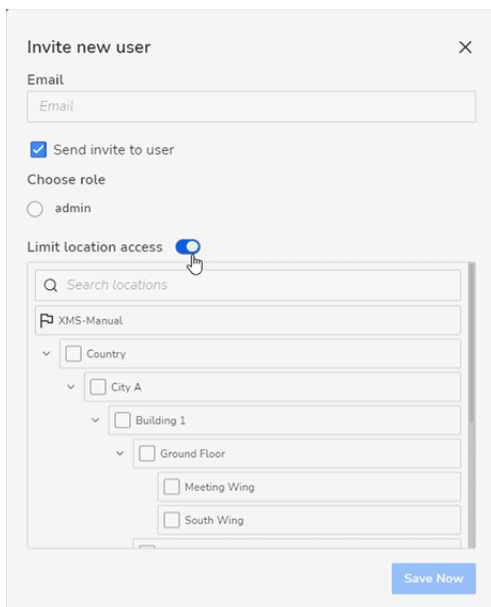 Invite new user
Email
Email
Send invite to user
Choose role
admin
Limit location access
Search locations
XMS-Manual
Country
City A
Building 1
Ground Floor
Meeting Wing
South Wing
Save Now